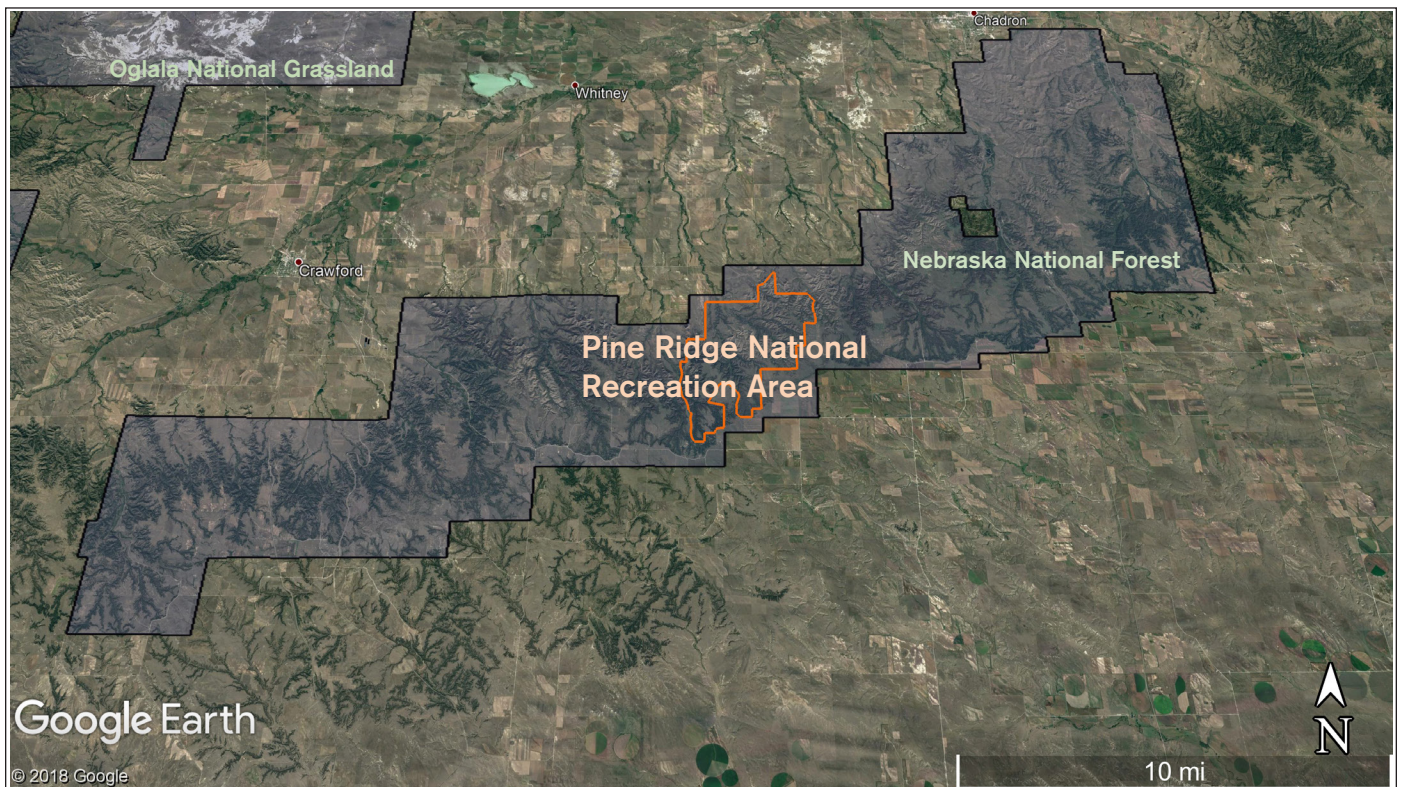 Chadron
Oglala National Grassland
Whitney
Nebraska National Forest
Crawford
Pine Ridge National
Recreation Area
N
Google Earth
10 mi
© 2018 Google